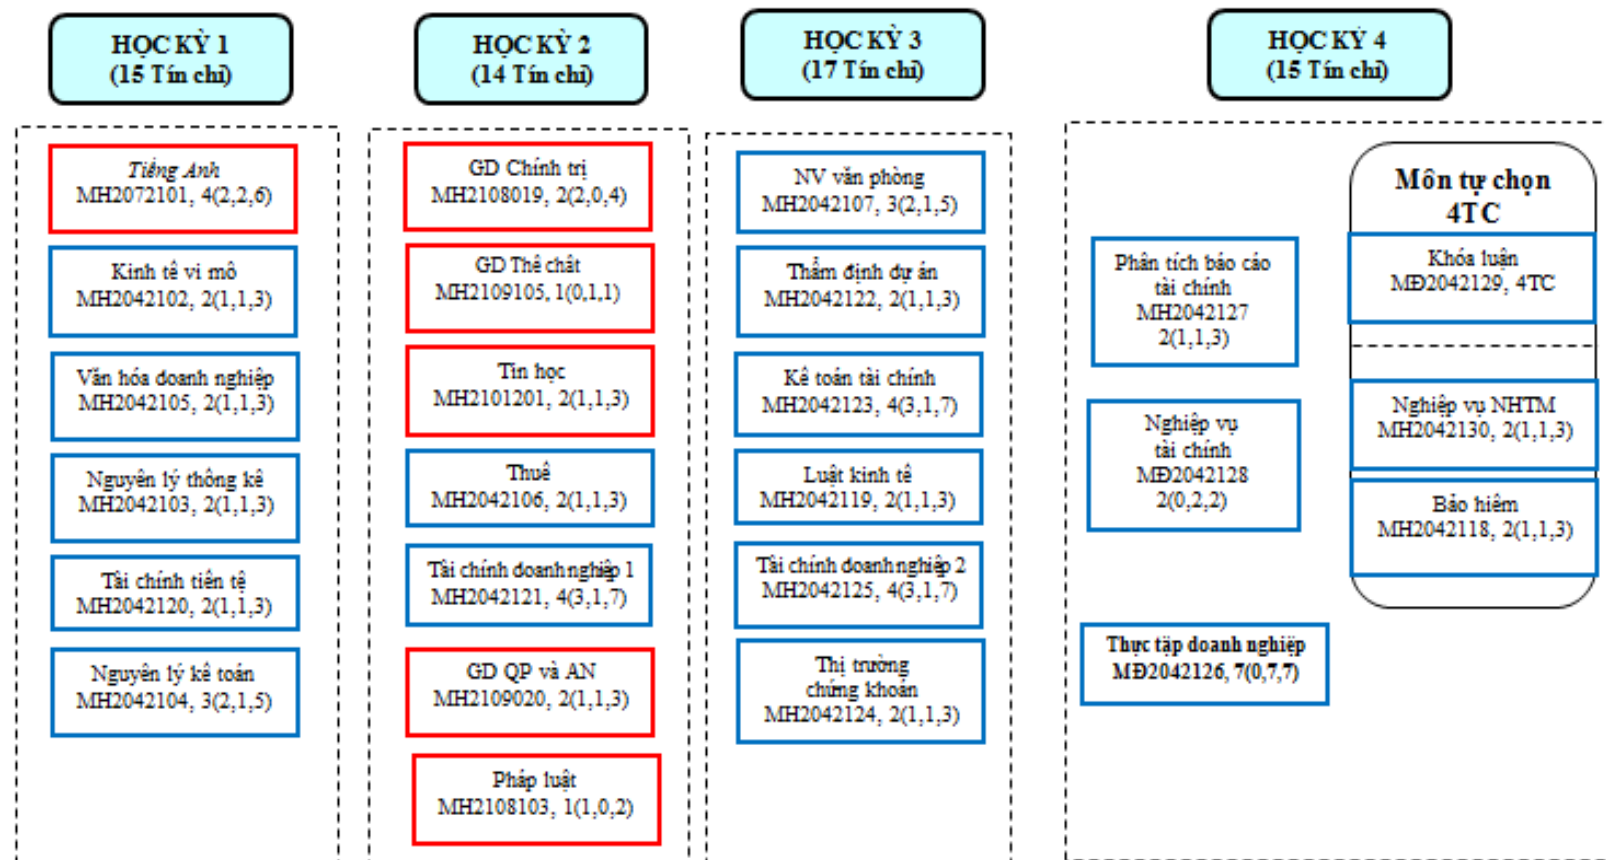 HỌC KỲ 1
(15 Tín chỉ)
Tiếng Anh
MH2072101, 4(2,2,6)
Kinh tế vi mô
MH2042102, 2(1,1,3)
Văn hóa doanh nghiệp
MH2042105, 2(1,1,3)
Nguyên lý thống kê
MH2042103, 2(1,1,3)
Tài chính tiền tệ
MH2042120, 2(1,1,3)
Nguyên lý kế toán
MH2042104, 3(2,1,5)
HỌC KỲ 2
(14 Tín chỉ)
GD Chính trị
MH2108019, 2(2,0,4)
GD Thể chất
MH2109105, 1(0,1,1)
Tin học
MH2101201, 2(1,1,3)
Thuế
MH2042106, 2(1,1,3)
Tài chính doanh nghiệp 1
MH2042121, 4(3,1,7)
GD QP và AN
MH2109020, 2(1,1,3)
Pháp luật
MH2108103, 1(1,0,2)
HỌC KỲ 3
(17 Tín chỉ)
NV văn phòng
MH2042107, 3(2,1,5)
Thẩm định dự án
MH2042122, 2(1,1,3)
Kế toán tài chính
MH2042123, 4(3,1,7)
Luật kinh tế
MH2042119, 2(1,1,3)
Tài chính doanh nghiệp 2
MH2042125, 4(3,1,7)
Thị trường
chứng khoán
MH2042124, 2(1,1,3)
HỌC KỲ 4
(15 Tín chỉ)
Phân tích báo cáo
tài chính
MH2042127
2(1,1,3)
Nghiệp vụ
tài chính
MĐ2042128
2(0,2,2)
Thực tập doanh nghiệp
MĐ2042126, 7(0,7,7)
Môn tự chọn
4TC
Khóa luận
MĐ2042129, 4TC
Nghiệp vụ NHTM
MH2042130, 2(1,1,3)
Bảo hiểm
MH2042118, 2(1,1,3)